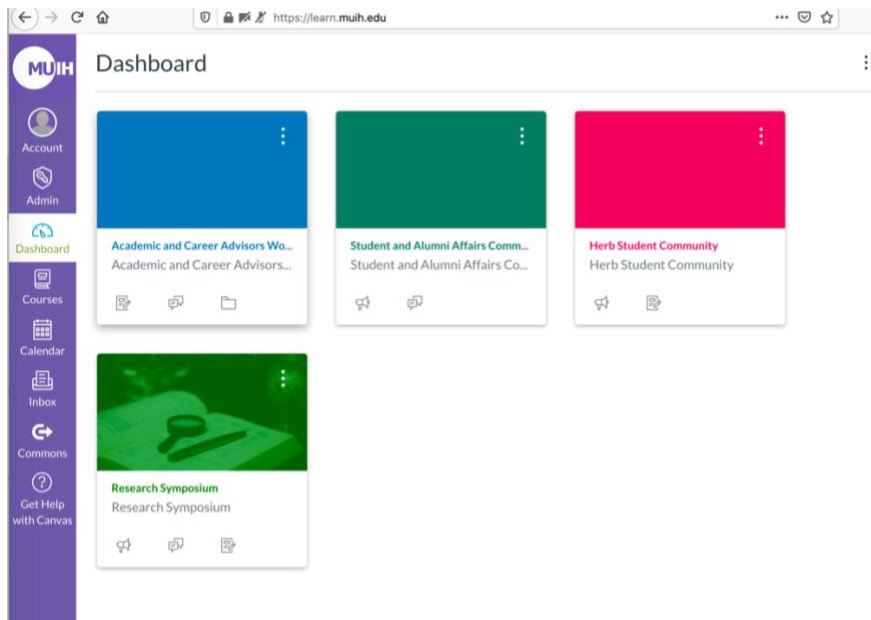 https://learn.muih.edu
MUIH
Dashboard
Account
Admin
Dashboard
Courses
Calendar
Inbox
Commons
Get Help
with Canvas
Academic and Career Advisors Wo...
Academic and Career Advisors...
Student and Alumni Affairs Comm...
Student and Alumni Affairs Co...
Herb Student Community
Herb Student Community
Research Symposium
Research Symposium